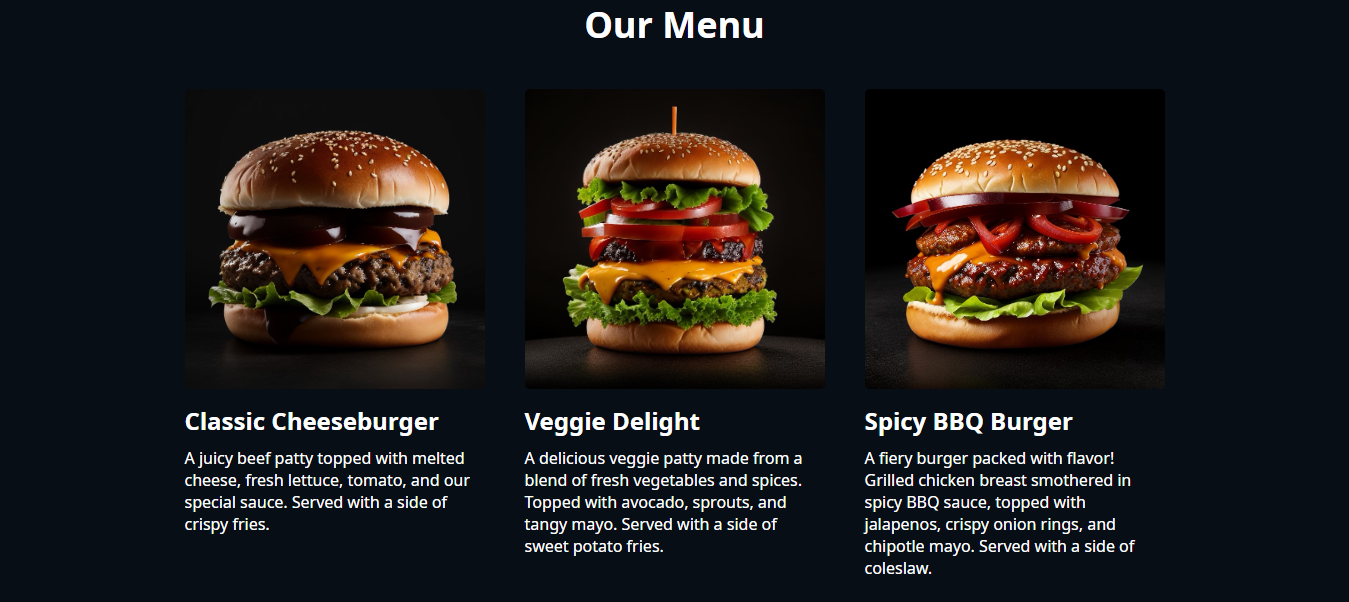 Our Menu
Classic Cheeseburger
A juicy beef patty topped with melted
cheese, fresh lettuce, tomato, and our
special sauce. Served with a side of
crispy fries.
Veggie Delight
A delicious veggie patty made from a
blend of fresh vegetables and spices.
Topped with avocado, sprouts, and
tangy mayo. Served with a side of
sweet potato fries.
Spicy BBQ Burger
A fiery burger packed with flavor!
Grilled chicken breast smothered in
spicy BBQ sauce, topped with
jalapenos, crispy onion rings, and
chipotle mayo. Served with a side of
coleslaw.